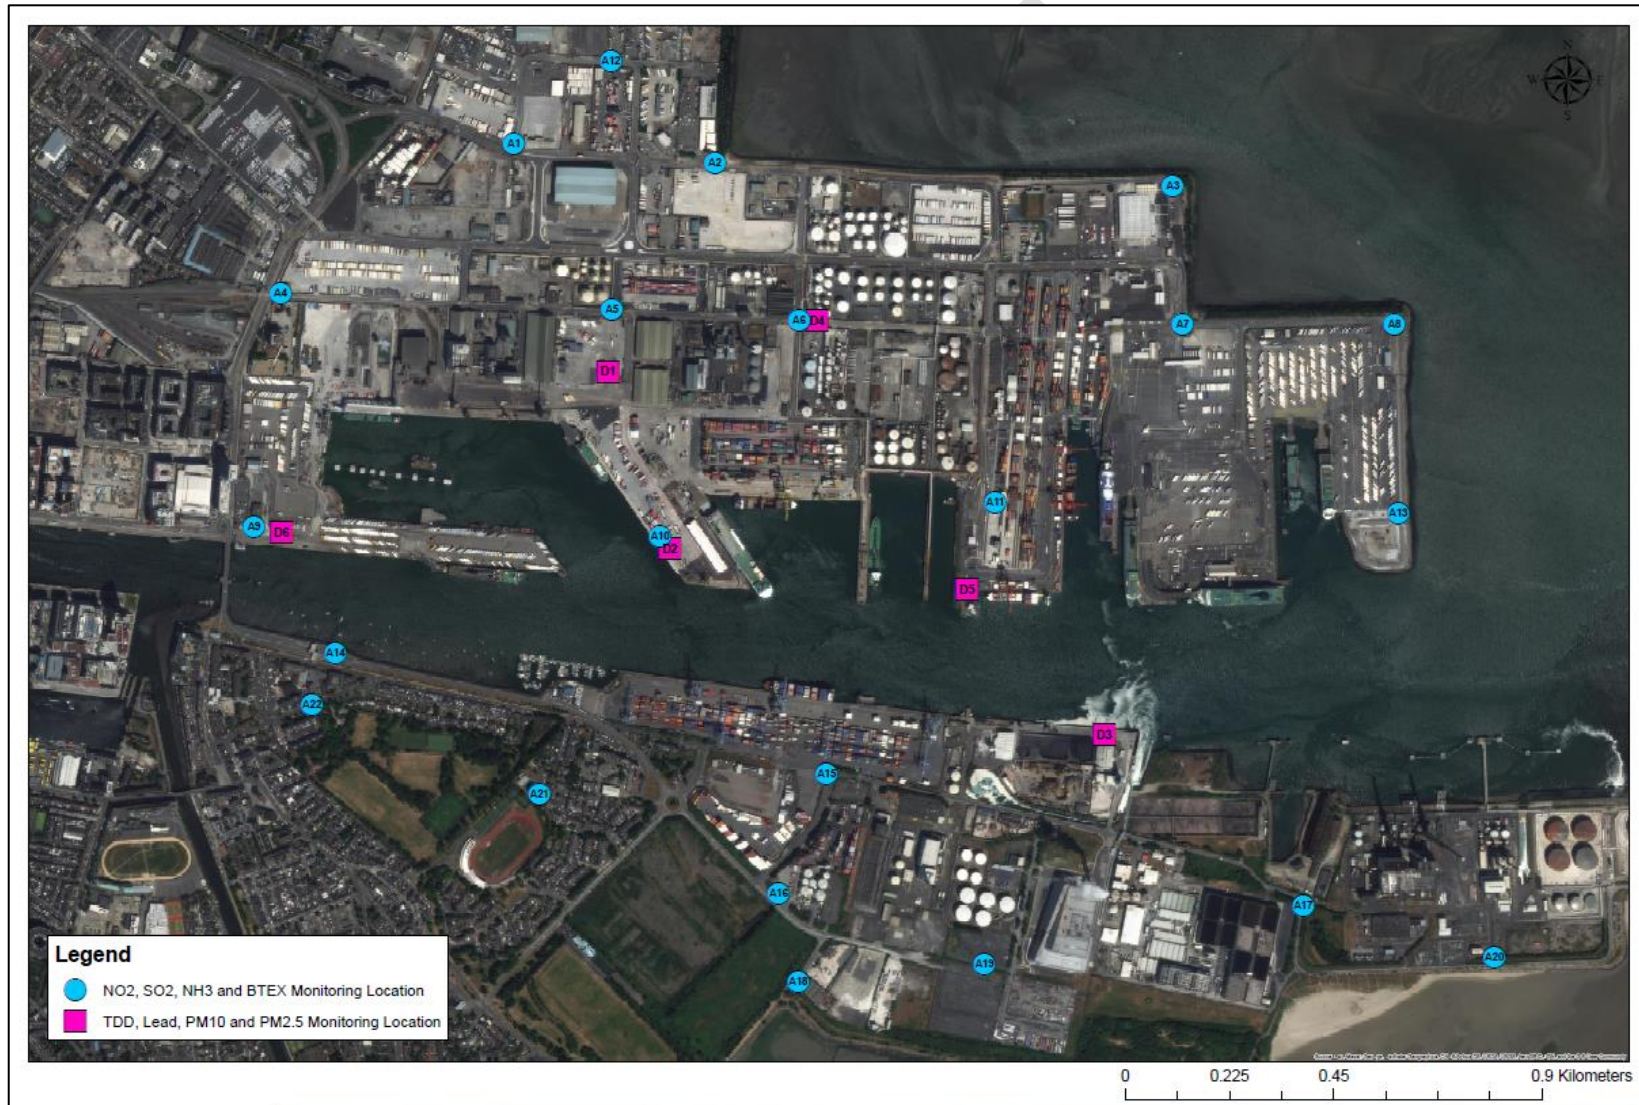 N
W E
S
A12
A1
A2
A3
A4
A5
A6
D4
A7
A8
D1
A11
A13
A9
D6
A10
D2
D5
A14
A22
D3
A15
A21
A16
A17
A18
A19
A20
Legend
NO2, SO2, NH3 and BTEX Monitoring Location
TDD, Lead, PM10 and PM2.5 Monitoring Location
0 0.225 0.45 0.9 Kilometers